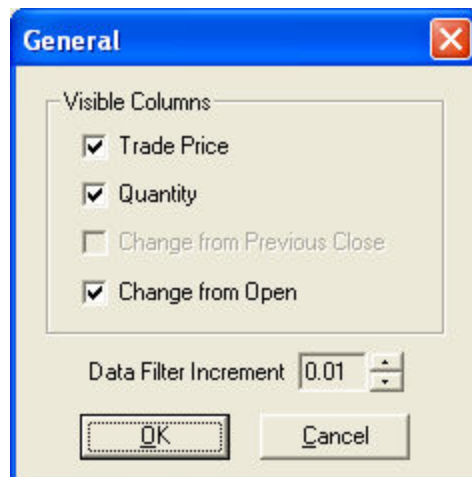 General
Visible Columns
Trade Price
Quantity
Change from Previous Close
Change from Open
Data Filter Increment 0.01
OK Cancel